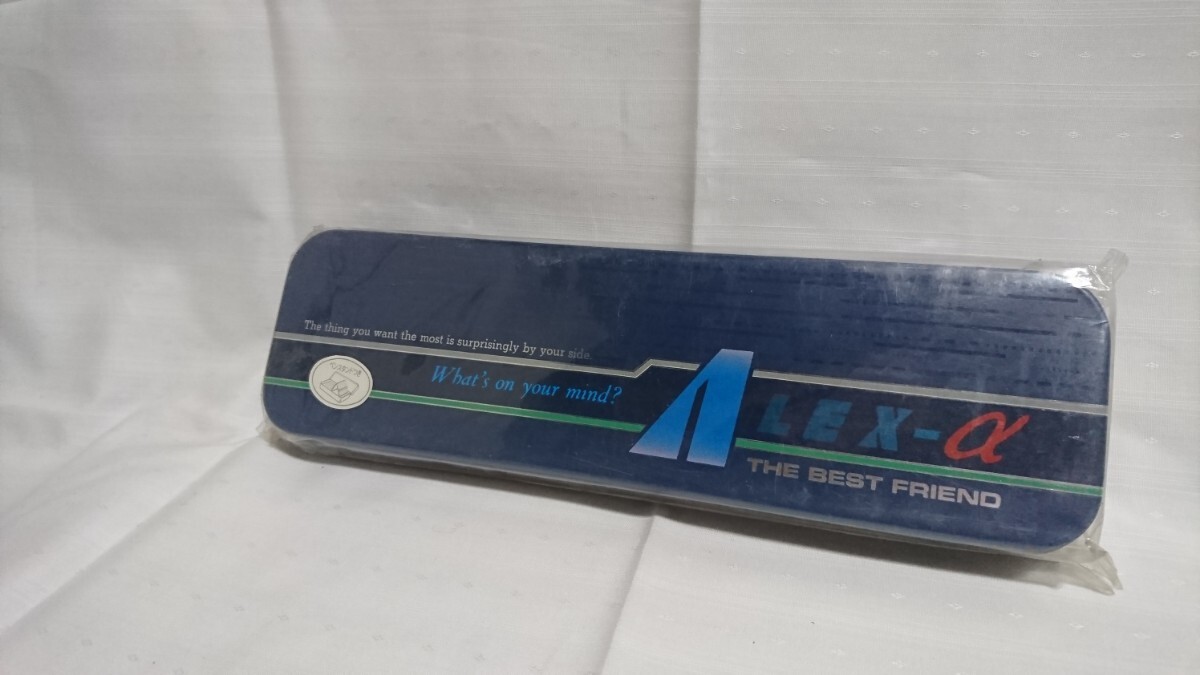 The thing you want the most is surprisingly by your side.
What's on your mind?
A LEX-α
THE BEST FRIEND